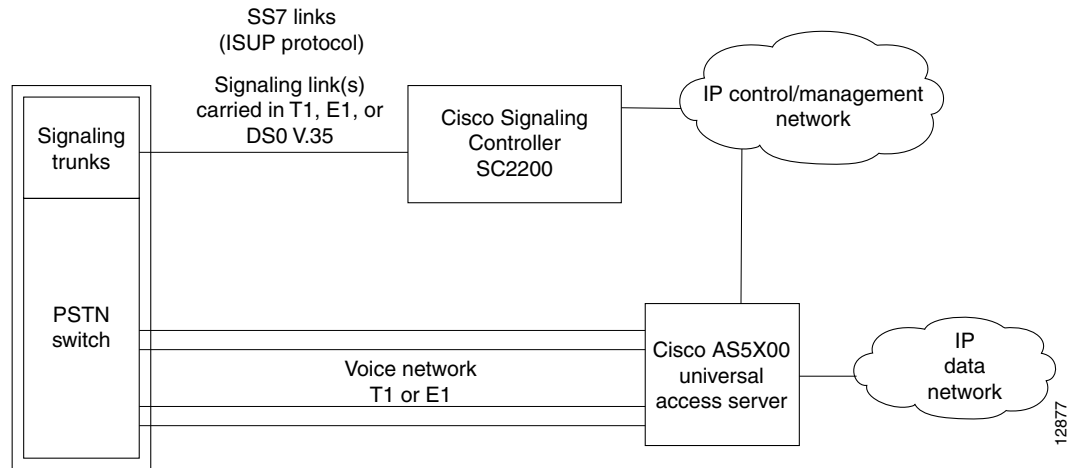 SS7 links
(ISUP protocol)
Signaling link(s)
carried in T1, E1, or
DS0 V.35
Signaling
trunks
Cisco Signaling
Controller
SC2200
IP control/management
network
PSTN
switch
Voice network
T1 or E1
Cisco AS5X00
universal
access server
IP
data
network
12877